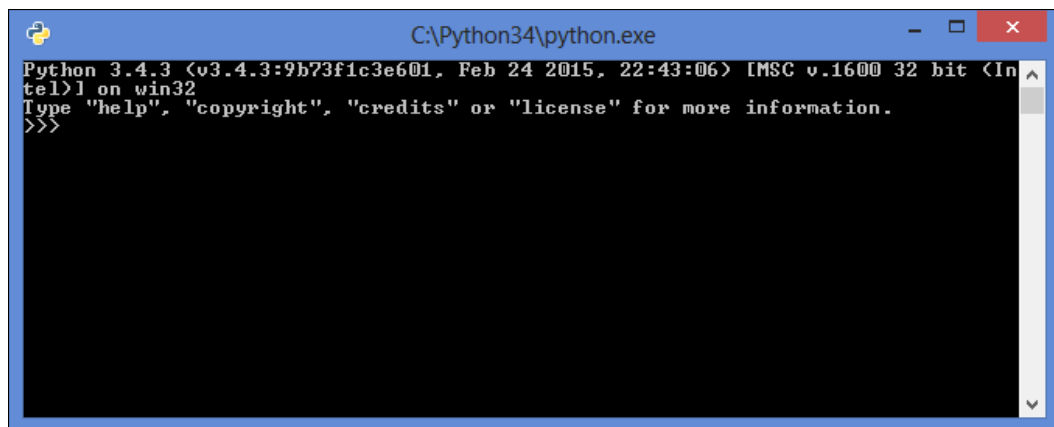 C:\Python34\python.exe
Python 3.4.3 (v3.4.3:9b73f1c3e601, Feb 24 2015, 22:43:06) [MSC v.1600 32 bit (In
tel)] on win32
Type "help", "copyright", "credits" or "license" for more information.
>>>